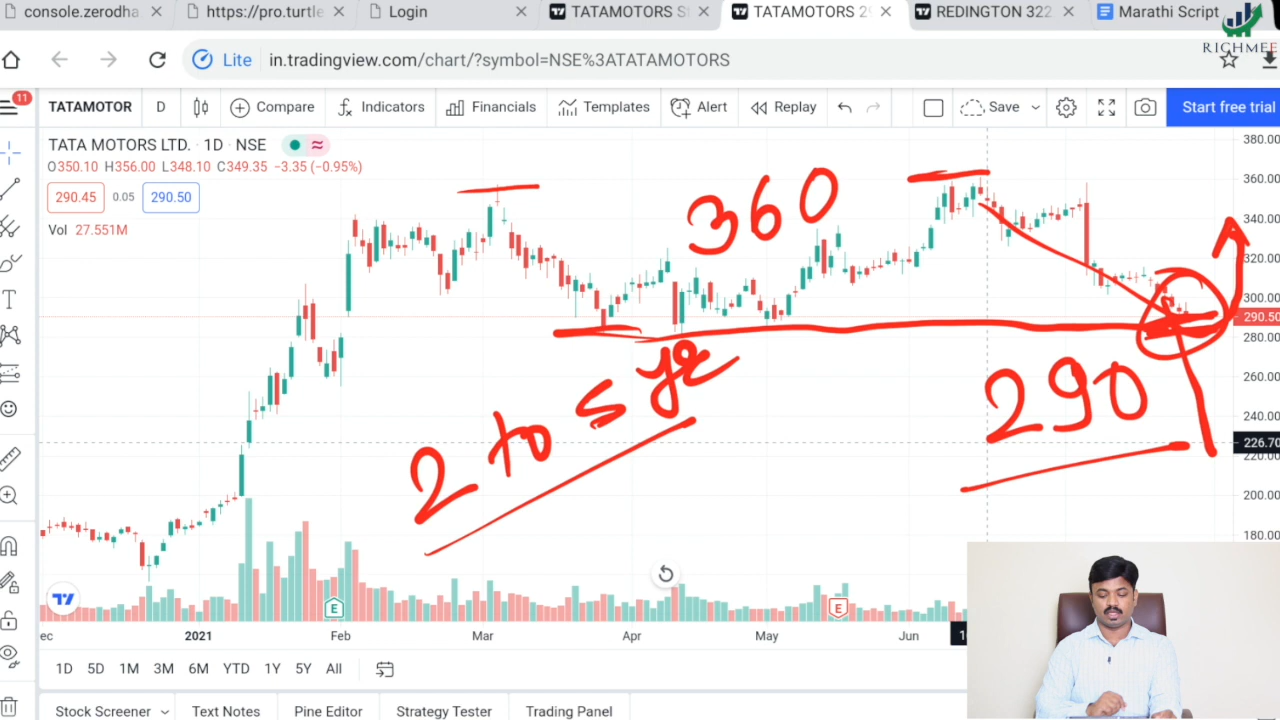 console.zerodha. https://pro.turtle Login TATAMOTORS TATAMOTORS 29 REDINGTON 322 Marathi Script
RICHMEE
Lite in.tradingview.com/chart/?symbol=NSE%3ATATAMOTORS
11 TATAMOTOR D Compare Indicators Financials Templates Alert Replay Save Start free trial
TATA MOTORS LTD. · 1D · NSE
O350.10 H356.00 L348.10 C349.35 −3.35 (−0.95%)
290.45 0.05 290.50
Vol 27.551M
380.00
360.00
340.00
320.00
300.00
290.50
280.00
260.00
240.00
226.70
220.00
200.00
180.00
360
290
2 to 5 yr
E E
2021 Feb Mar Apr May Jun
1D 5D 1M 3M 6M YTD 1Y 5Y All
Stock Screener Text Notes Pine Editor Strategy Tester Trading Panel